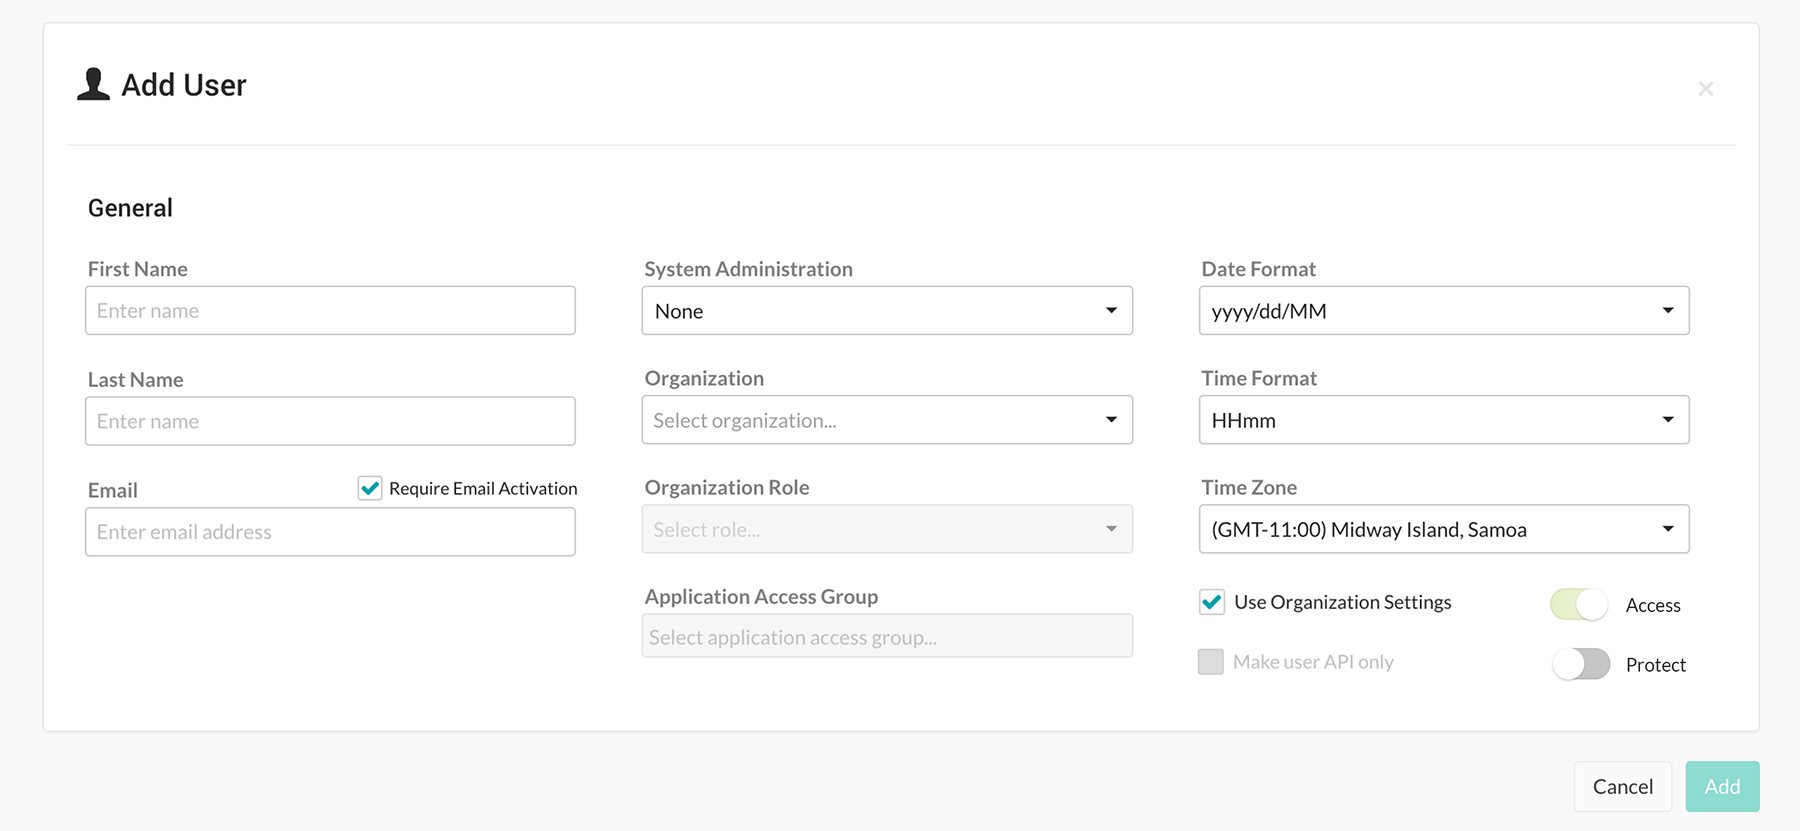 Add User
×
General
First Name
Enter name
Last Name
Enter name
Email
Require Email Activation
Enter email address
System Administration
None
Organization
Select organization...
Organization Role
Select role...
Application Access Group
Select application access group...
Date Format
yyyy/dd/MM
Time Format
HHmm
Time Zone
(GMT-11:00) Midway Island, Samoa
Use Organization Settings
Access
Make user API only
Protect
Cancel
Add